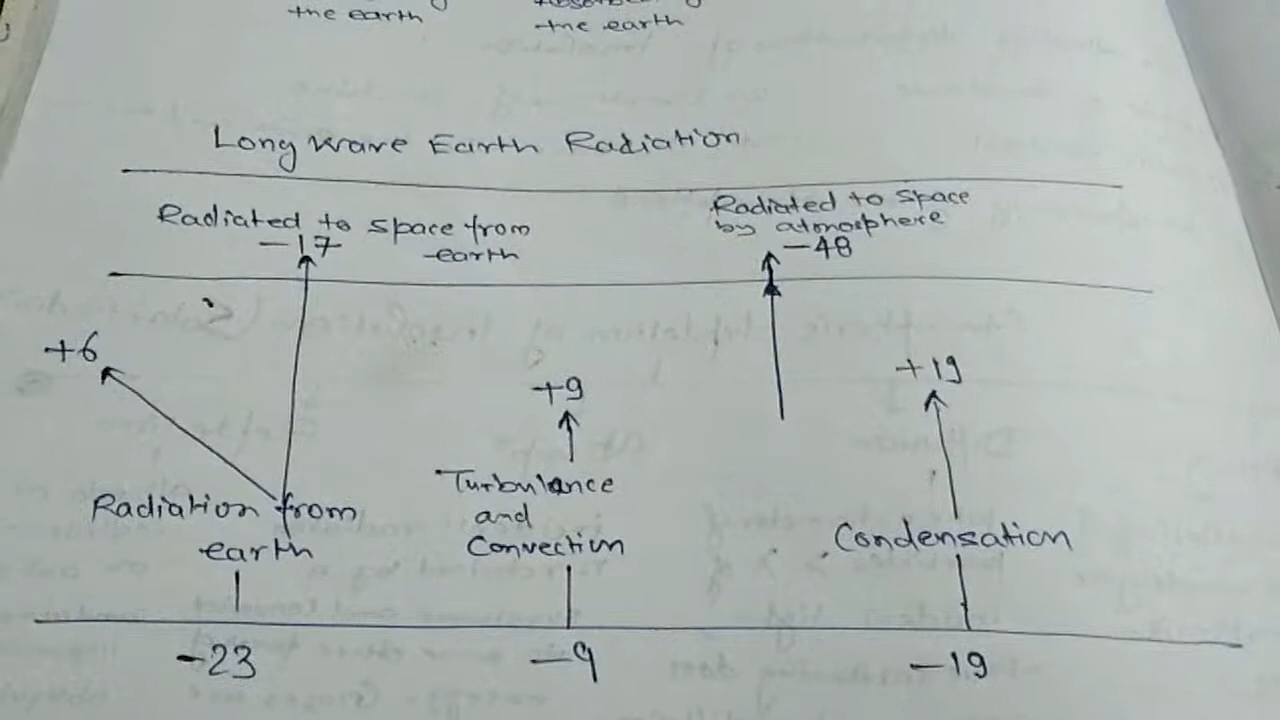 the earth
the earth
Long wave Earth Radiation
Radiated to space from
earth
-17
Radiated to space
by atmosphere
-48
+6
+9
+19
Radiation from
earth
Turbulance
and
Convection
Condensation
-23
-9
-19